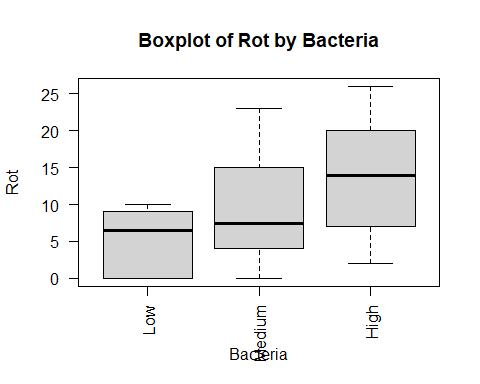 Boxplot of Rot by Bacteria
25
20
15
10
5
0
Rot
Low
Medium
High
Bacteria